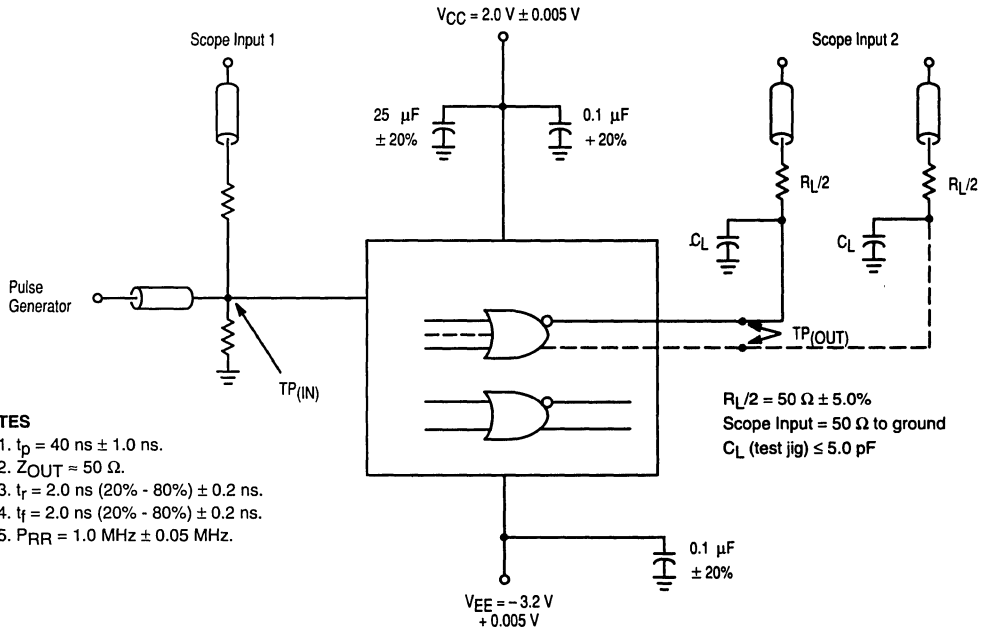 VCC = 2.0 V ± 0.005 V
Scope Input 1
Scope Input 2
25 µF
± 20%
0.1 µF
+ 20%
RL/2
RL/2
CL
CL
Pulse
Generator
TP(IN)
TP(OUT)
RL/2 = 50 Ω ± 5.0%
Scope Input = 50 Ω to ground
CL (test jig) ≤ 5.0 pF
TES
1. tp = 40 ns ± 1.0 ns.
2. ZOUT ≈ 50 Ω.
3. tr = 2.0 ns (20% - 80%) ± 0.2 ns.
4. tf = 2.0 ns (20% - 80%) ± 0.2 ns.
5. PRR = 1.0 MHz ± 0.05 MHz.
0.1 µF
± 20%
VEE = – 3.2 V
+ 0.005 V